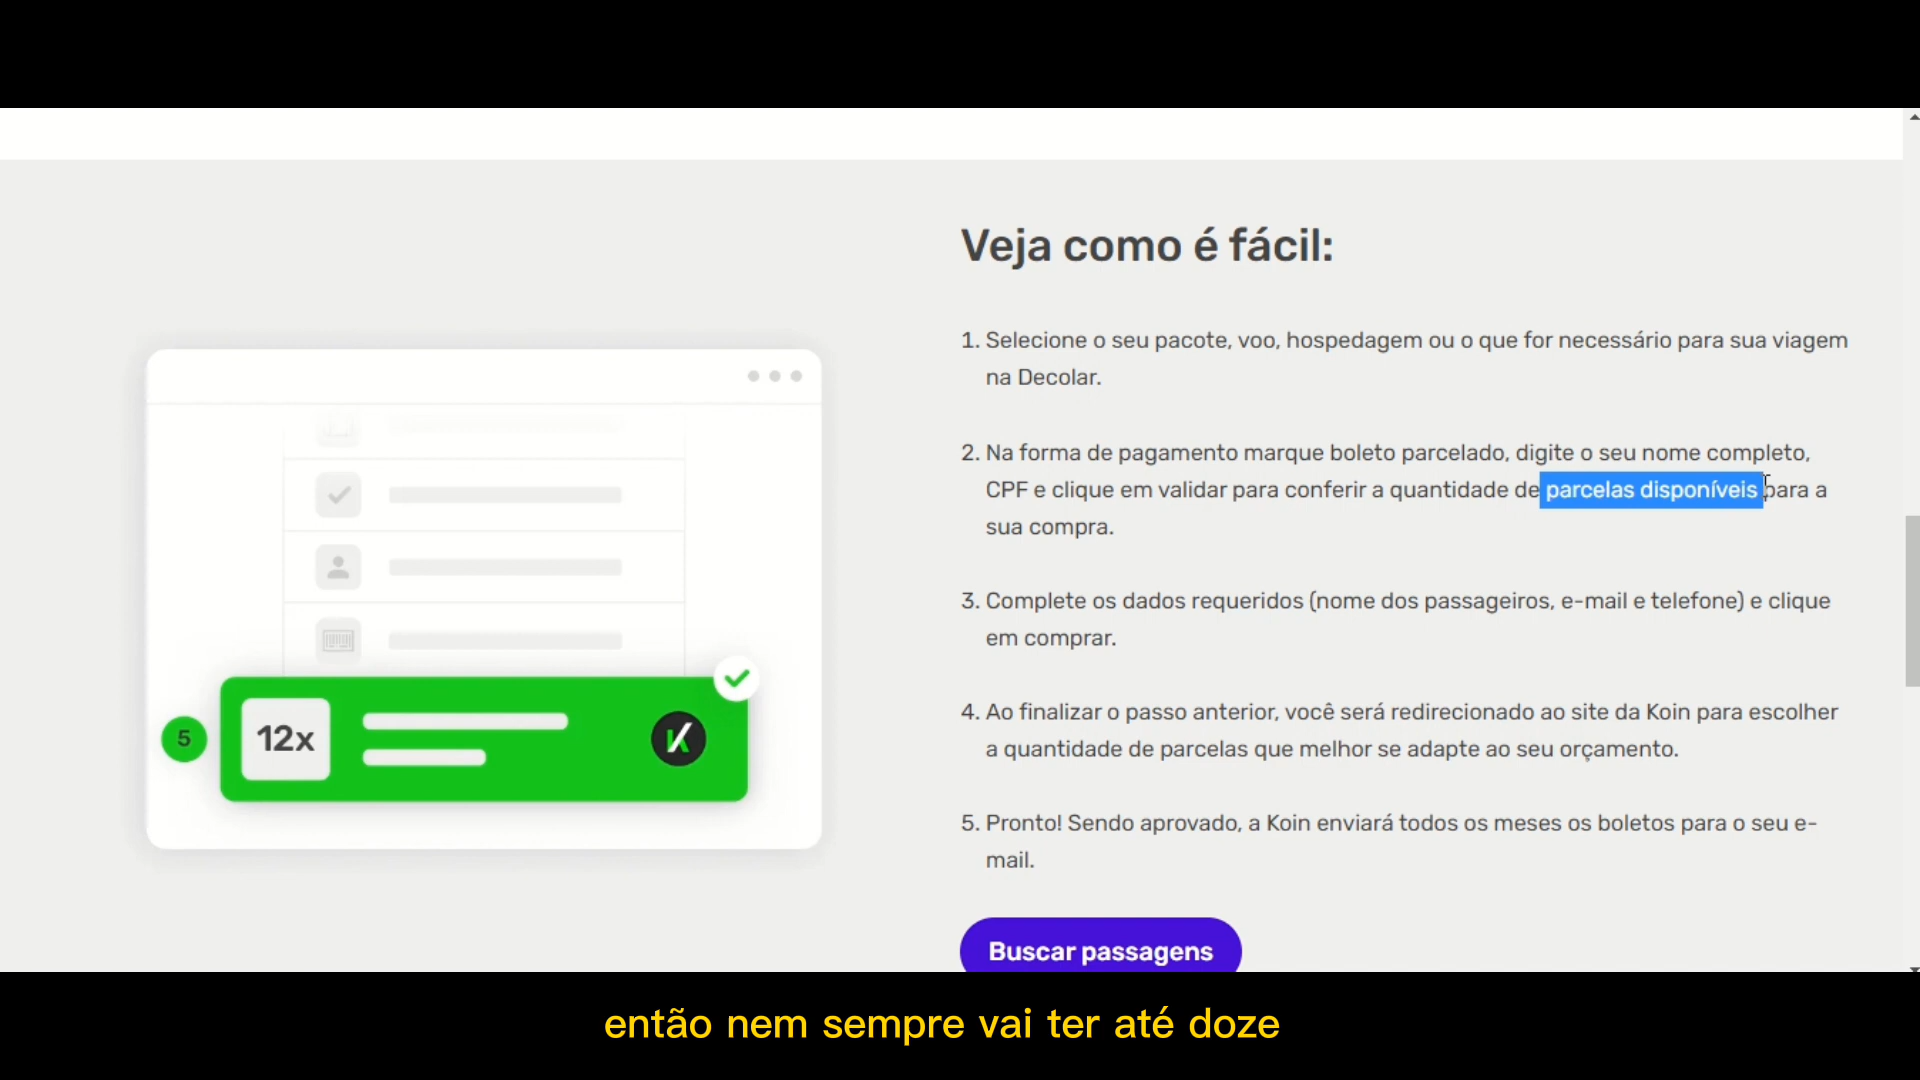 Veja como é fácil:
1. Selecione o seu pacote, voo, hospedagem ou o que for necessário para sua viagem
na Decolar.
2. Na forma de pagamento marque boleto parcelado, digite o seu nome completo,
CPF e clique em validar para conferir a quantidade de parcelas disponíveis para a
sua compra.
3. Complete os dados requeridos (nome dos passageiros, e-mail e telefone) e clique
em comprar.
4. Ao finalizar o passo anterior, você será redirecionado ao site da Koin para escolher
a quantidade de parcelas que melhor se adapte ao seu orçamento.
5. Pronto! Sendo aprovado, a Koin enviará todos os meses os boletos para o seu e-
mail.
5
12x
K
Buscar passagens
então nem sempre vai ter até doze